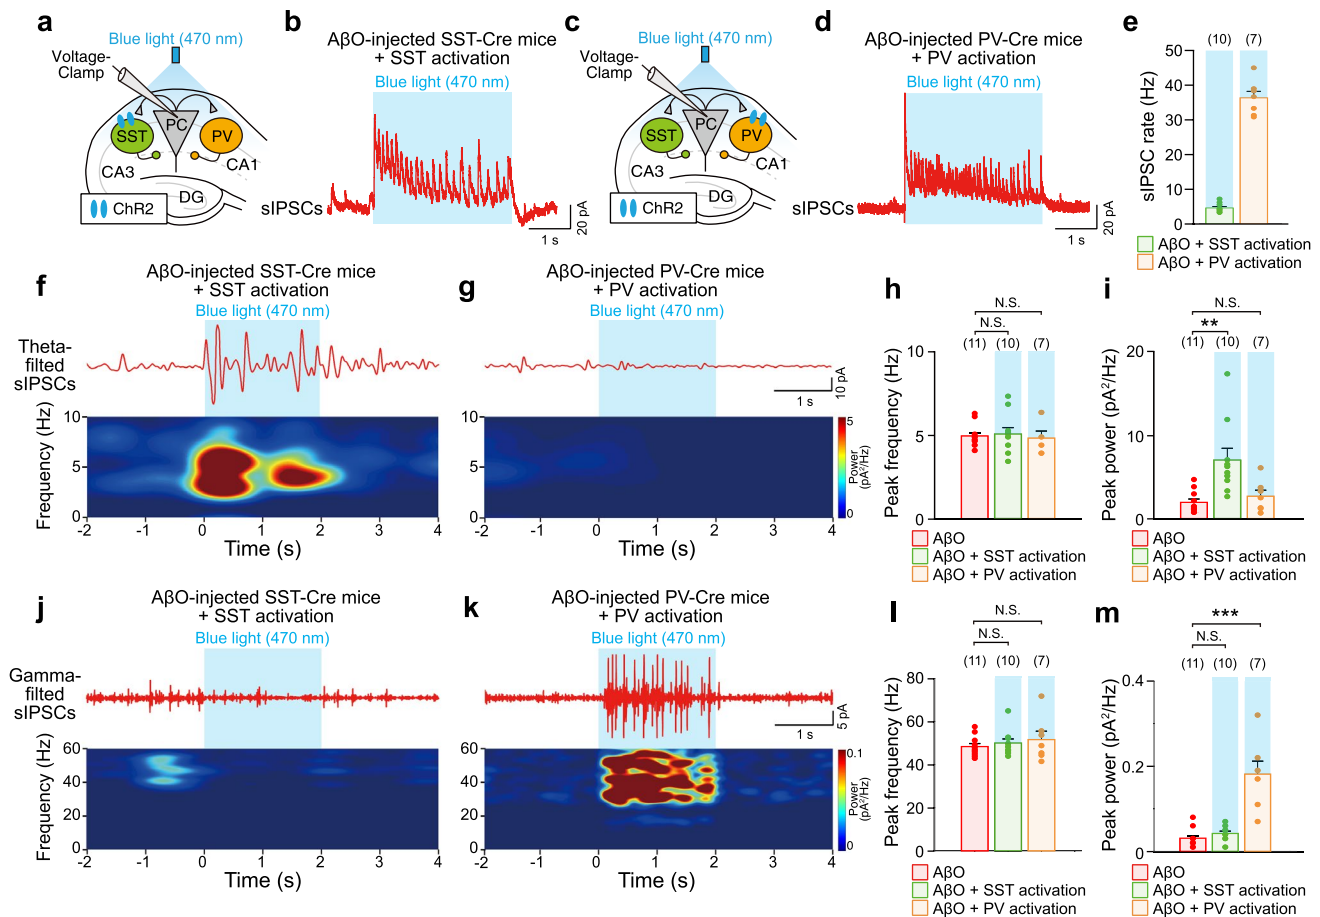 a
Blue light (470 nm)
Voltage-
Clamp
SST
PC
PV
CA3
CA1
DG
ChR2
b
AβO-injected SST-Cre mice
+ SST activation
Blue light (470 nm)
sIPSCs
20 pA
1 s
c
Blue light (470 nm)
Voltage-
Clamp
SST
PC
PV
CA3
CA1
DG
ChR2
d
AβO-injected PV-Cre mice
+ PV activation
Blue light (470 nm)
sIPSCs
20 pA
1 s
e
(10) (7)
sIPSC rate (Hz)
50
40
30
20
10
0
AβO + SST activation
AβO + PV activation
f
AβO-injected SST-Cre mice
+ SST activation
Blue light (470 nm)
Theta-
filted
sIPSCs
Frequency (Hz)
10
5
0
-2 -1 0 1 2 3 4
Time (s)
g
AβO-injected PV-Cre mice
+ PV activation
Blue light (470 nm)
10 pA
1 s
10
5
0
-2 -1 0 1 2 3 4
Time (s)
5
0
Power
(pA²/Hz)
h
N.S.
N.S.
(11) (10) (7)
Peak frequency (Hz)
10
5
0
AβO
AβO + SST activation
AβO + PV activation
i
N.S.
**
(11) (10) (7)
Peak power (pA²/Hz)
20
10
0
AβO
AβO + SST activation
AβO + PV activation
j
AβO-injected SST-Cre mice
+ SST activation
Blue light (470 nm)
Gamma-
filted
sIPSCs
Frequency (Hz)
60
40
20
0
-2 -1 0 1 2 3 4
Time (s)
k
AβO-injected PV-Cre mice
+ PV activation
Blue light (470 nm)
5 pA
1 s
60
40
20
0
-2 -1 0 1 2 3 4
Time (s)
0.1
0
Power
(pA²/Hz)
l
N.S.
N.S.
(11) (10) (7)
Peak frequency (Hz)
80
60
40
20
0
AβO
AβO + SST activation
AβO + PV activation
m
***
N.S.
(11) (10) (7)
Peak power (pA²/Hz)
0.4
0.2
0
AβO
AβO + SST activation
AβO + PV activation